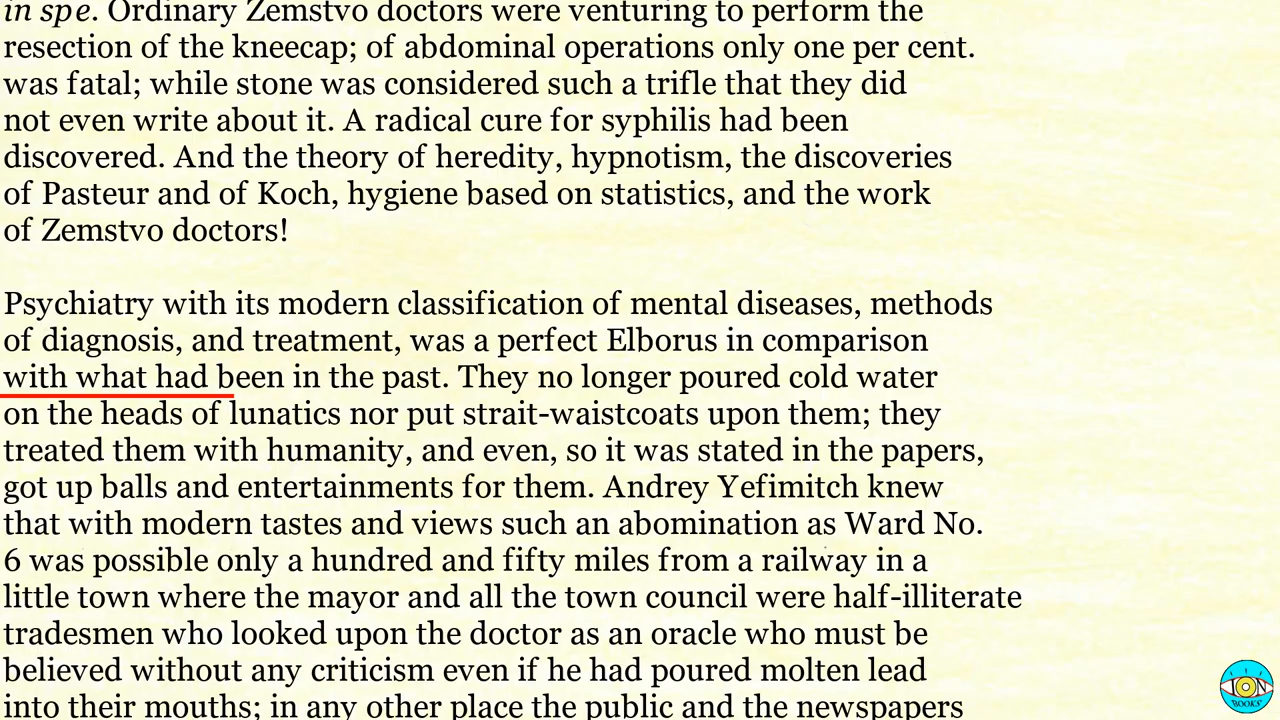 in spe. Ordinary Zemstvo doctors were venturing to perform the
resection of the kneecap; of abdominal operations only one per cent.
was fatal; while stone was considered such a trifle that they did
not even write about it. A radical cure for syphilis had been
discovered. And the theory of heredity, hypnotism, the discoveries
of Pasteur and of Koch, hygiene based on statistics, and the work
of Zemstvo doctors!
Psychiatry with its modern classification of mental diseases, methods
of diagnosis, and treatment, was a perfect Elborus in comparison
with what had been in the past. They no longer poured cold water
on the heads of lunatics nor put strait-waistcoats upon them; they
treated them with humanity, and even, so it was stated in the papers,
got up balls and entertainments for them. Andrey Yefimitch knew
that with modern tastes and views such an abomination as Ward No.
6 was possible only a hundred and fifty miles from a railway in a
little town where the mayor and all the town council were half-illiterate
tradesmen who looked upon the doctor as an oracle who must be
believed without any criticism even if he had poured molten lead
into their mouths; in any other place the public and the newspapers
ION
BOOKS